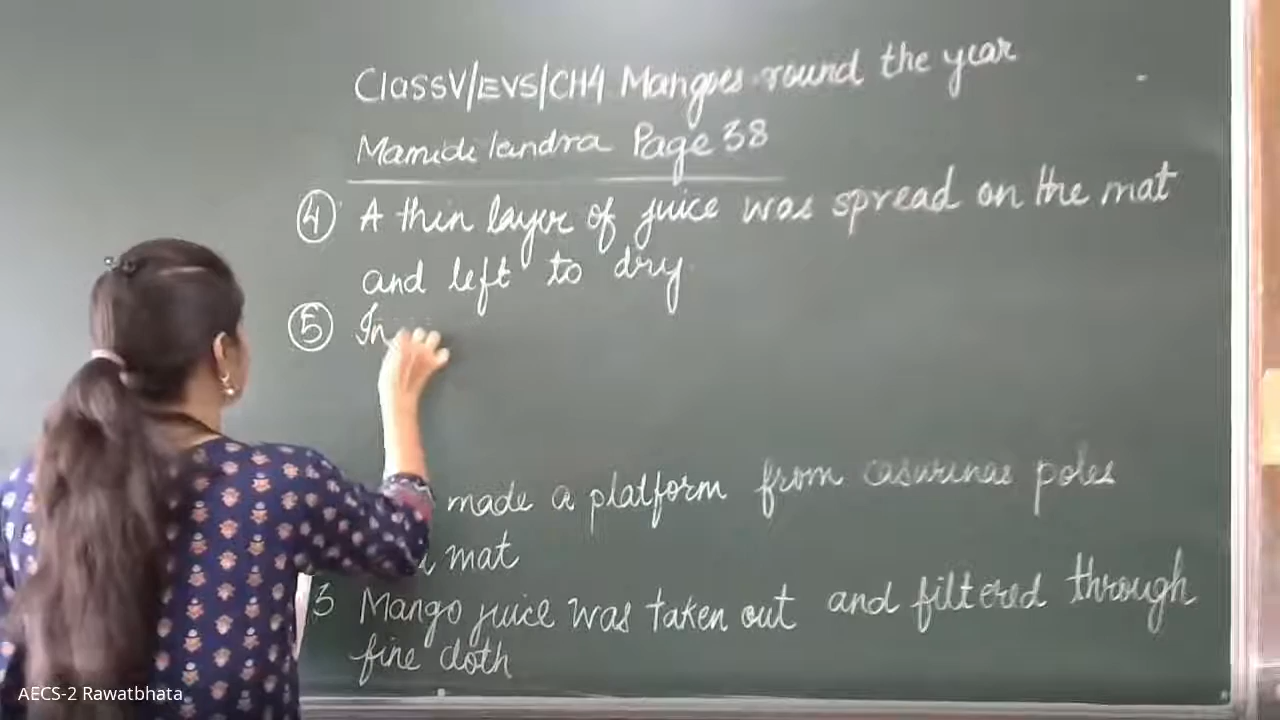 ClassV/EVS/CH4 Mangoes round the year
Mamidi tandra Page 38
④ A thin layer of juice was spread on the mat
and left to dry
⑤ In
made a platform from casurinas poles
mat
3 Mango juice was taken out and filtered through
fine cloth
AECS-2 Rawatbhata